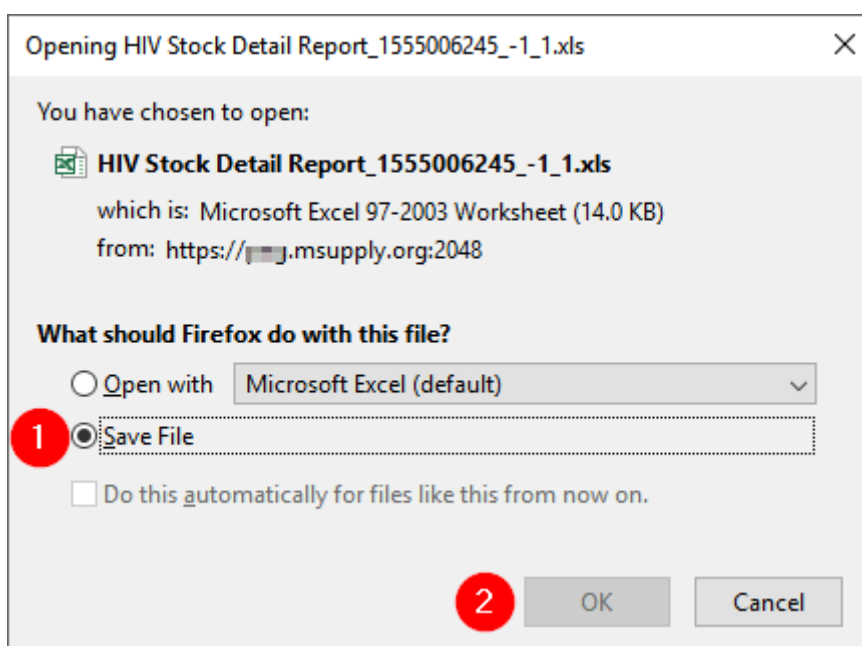 Opening HIV Stock Detail Report_1555006245_-1_1.xls
You have chosen to open:
HIV Stock Detail Report_1555006245_-1_1.xls
which is: Microsoft Excel 97-2003 Worksheet (14.0 KB)
from: https:// .msupply.org:2048
What should Firefox do with this file?
Open with Microsoft Excel (default)
1 Save File
Do this automatically for files like this from now on.
2 OK Cancel